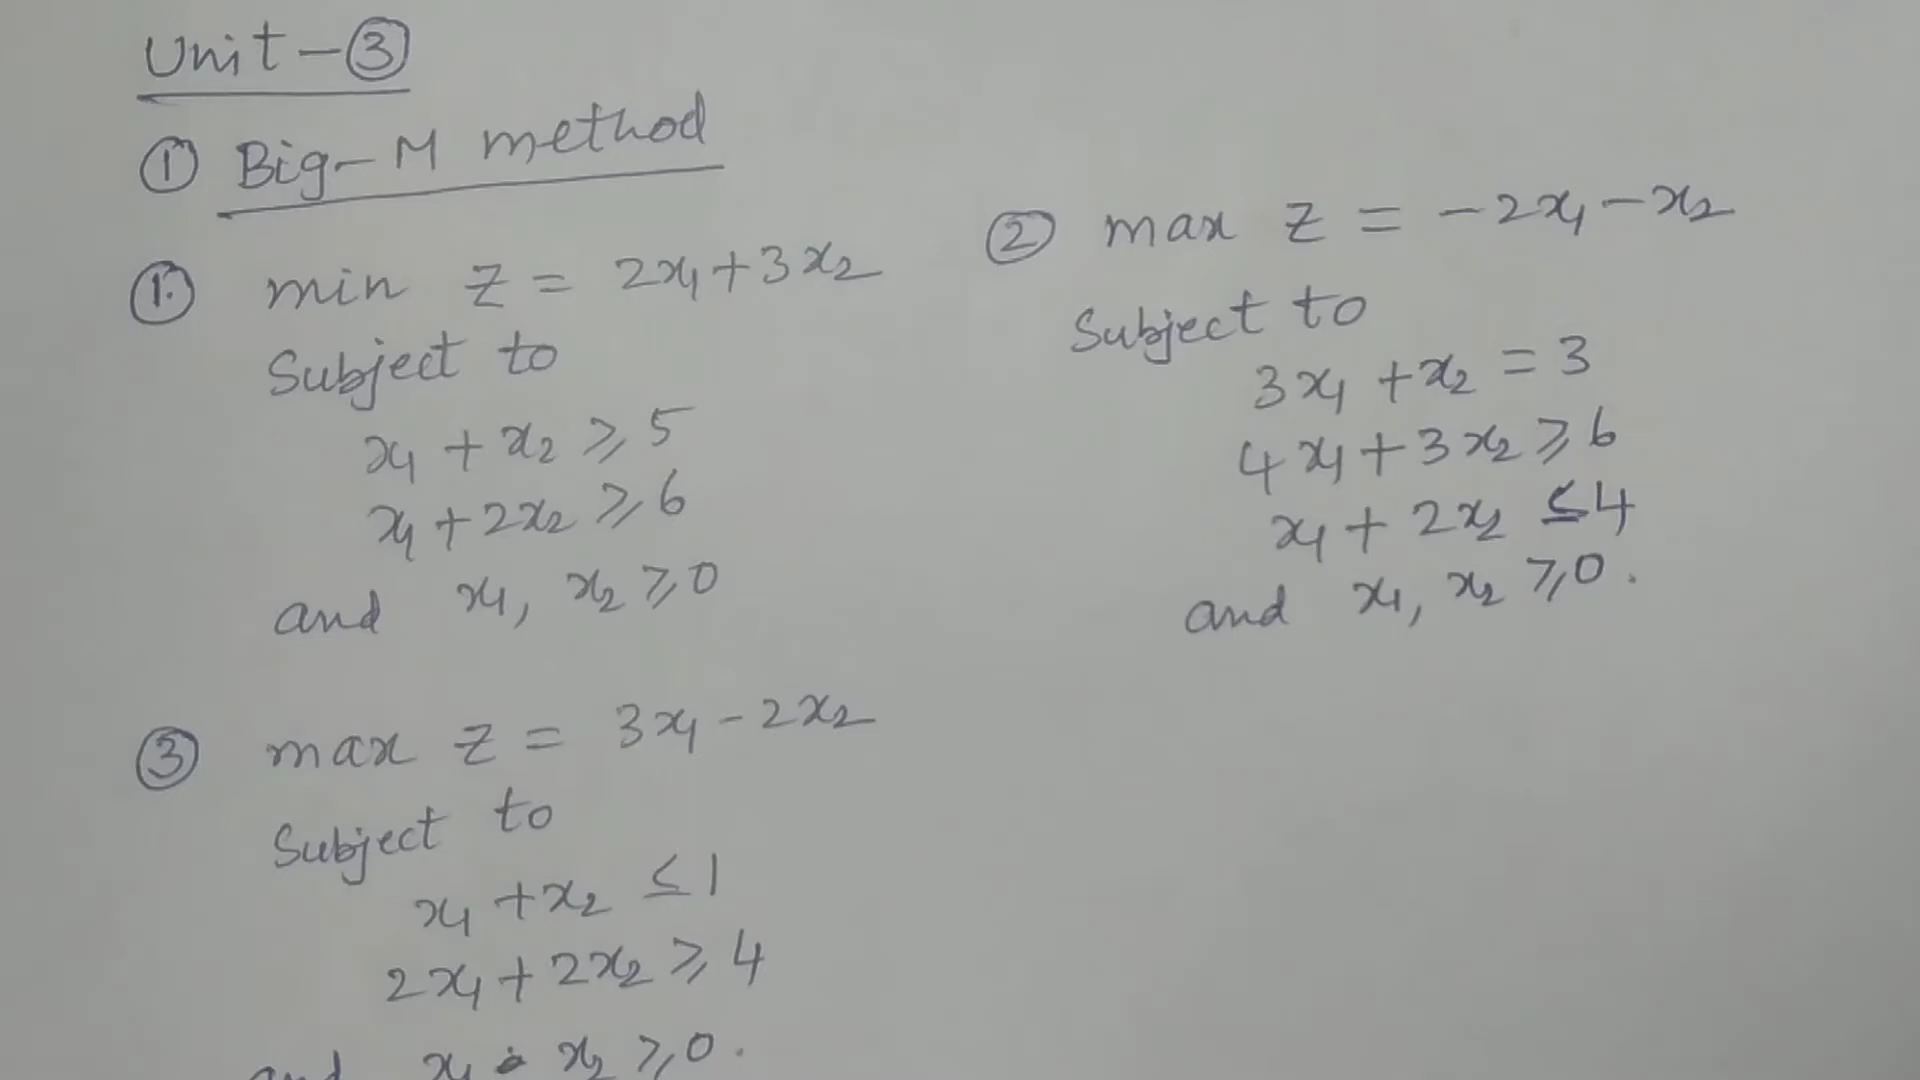 Unit - ③
① Big-M method
①. min z = 2x₁ + 3x₂
Subject to
x₁ + x₂ ≥ 5
x₁ + 2x₂ ≥ 6
and x₁, x₂ ≥ 0
② max z = -2x₁ - x₂
Subject to
3x₁ + x₂ = 3
4x₁ + 3x₂ ≥ 6
x₁ + 2x₂ ≤ 4
and x₁, x₂ ≥ 0.
③ max z = 3x₁ - 2x₂
Subject to
x₁ + x₂ ≤ 1
2x₁ + 2x₂ ≥ 4
and x₁, x₂ ≥ 0.